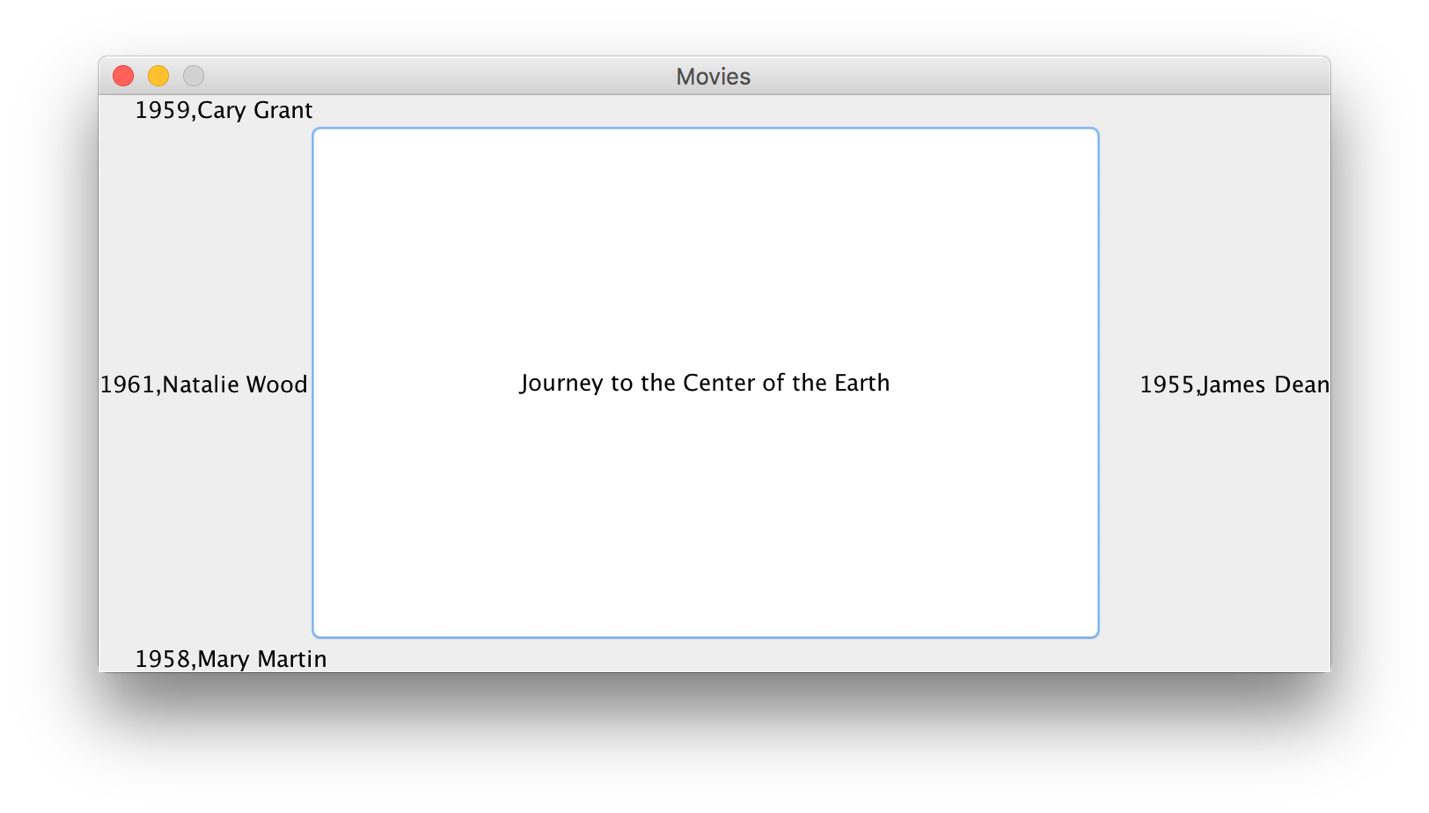 Movies
1959,Cary Grant
1961,Natalie Wood
Journey to the Center of the Earth
1955,James Dean
1958,Mary Martin